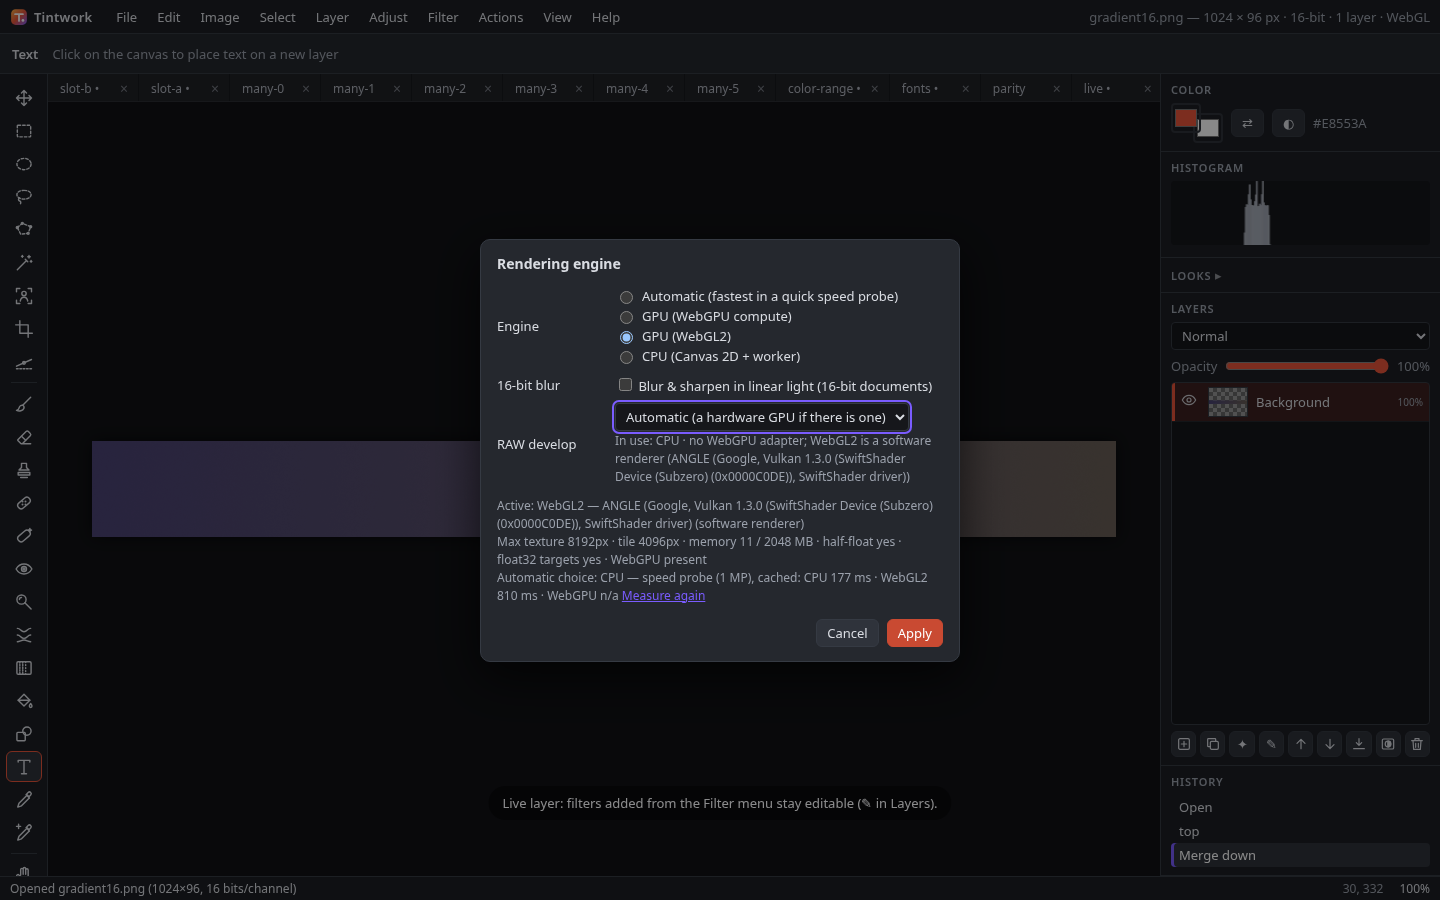 Tintwork File Edit Image Select Layer Adjust Filter Actions View Help gradient16.png — 1024 × 96 px · 16-bit · 1 layer · WebGL
Text Click on the canvas to place text on a new layer
slot-b • × slot-a • × many-0 × many-1 × many-2 × many-3 × many-4 × many-5 × color-range • × fonts • × parity × live • ×
COLOR
#E8553A
HISTOGRAM
LOOKS ▸
LAYERS
Normal
Opacity 100%
Background 100%
Rendering engine
Engine
Automatic (fastest in a quick speed probe)
GPU (WebGPU compute)
GPU (WebGL2)
CPU (Canvas 2D + worker)
16-bit blur Blur & sharpen in linear light (16-bit documents)
RAW develop
Automatic (a hardware GPU if there is one)
In use: CPU · no WebGPU adapter; WebGL2 is a software
renderer (ANGLE (Google, Vulkan 1.3.0 (SwiftShader
Device (Subzero) (0x0000C0DE)), SwiftShader driver))
Active: WebGL2 — ANGLE (Google, Vulkan 1.3.0 (SwiftShader Device (Subzero)
(0x0000C0DE)), SwiftShader driver) (software renderer)
Max texture 8192px · tile 4096px · memory 11 / 2048 MB · half-float yes ·
float32 targets yes · WebGPU present
Automatic choice: CPU — speed probe (1 MP), cached: CPU 177 ms · WebGL2
810 ms · WebGPU n/a Measure again
Cancel Apply
Live layer: filters added from the Filter menu stay editable (✎ in Layers).
HISTORY
Open
top
Merge down
Opened gradient16.png (1024×96, 16 bits/channel) 30, 332 100%